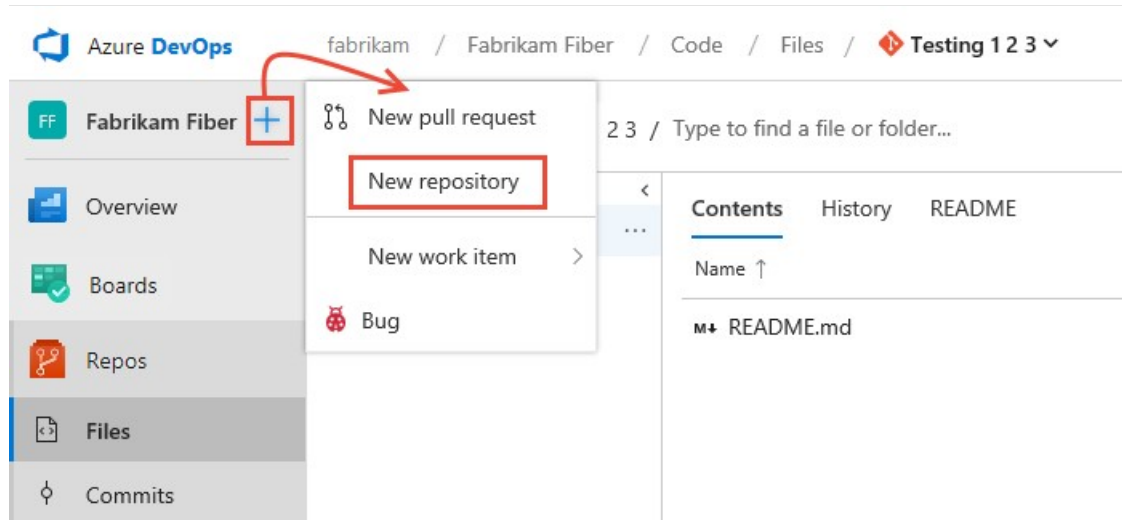 Azure DevOps
fabrikam / Fabrikam Fiber / Code / Files / Testing 1 2 3
FF Fabrikam Fiber +
New pull request
2 3 / Type to find a file or folder...
New repository
<
Contents History README
Overview
...
New work item >
Name ↑
Boards
Bug
M↓ README.md
Repos
Files
Commits